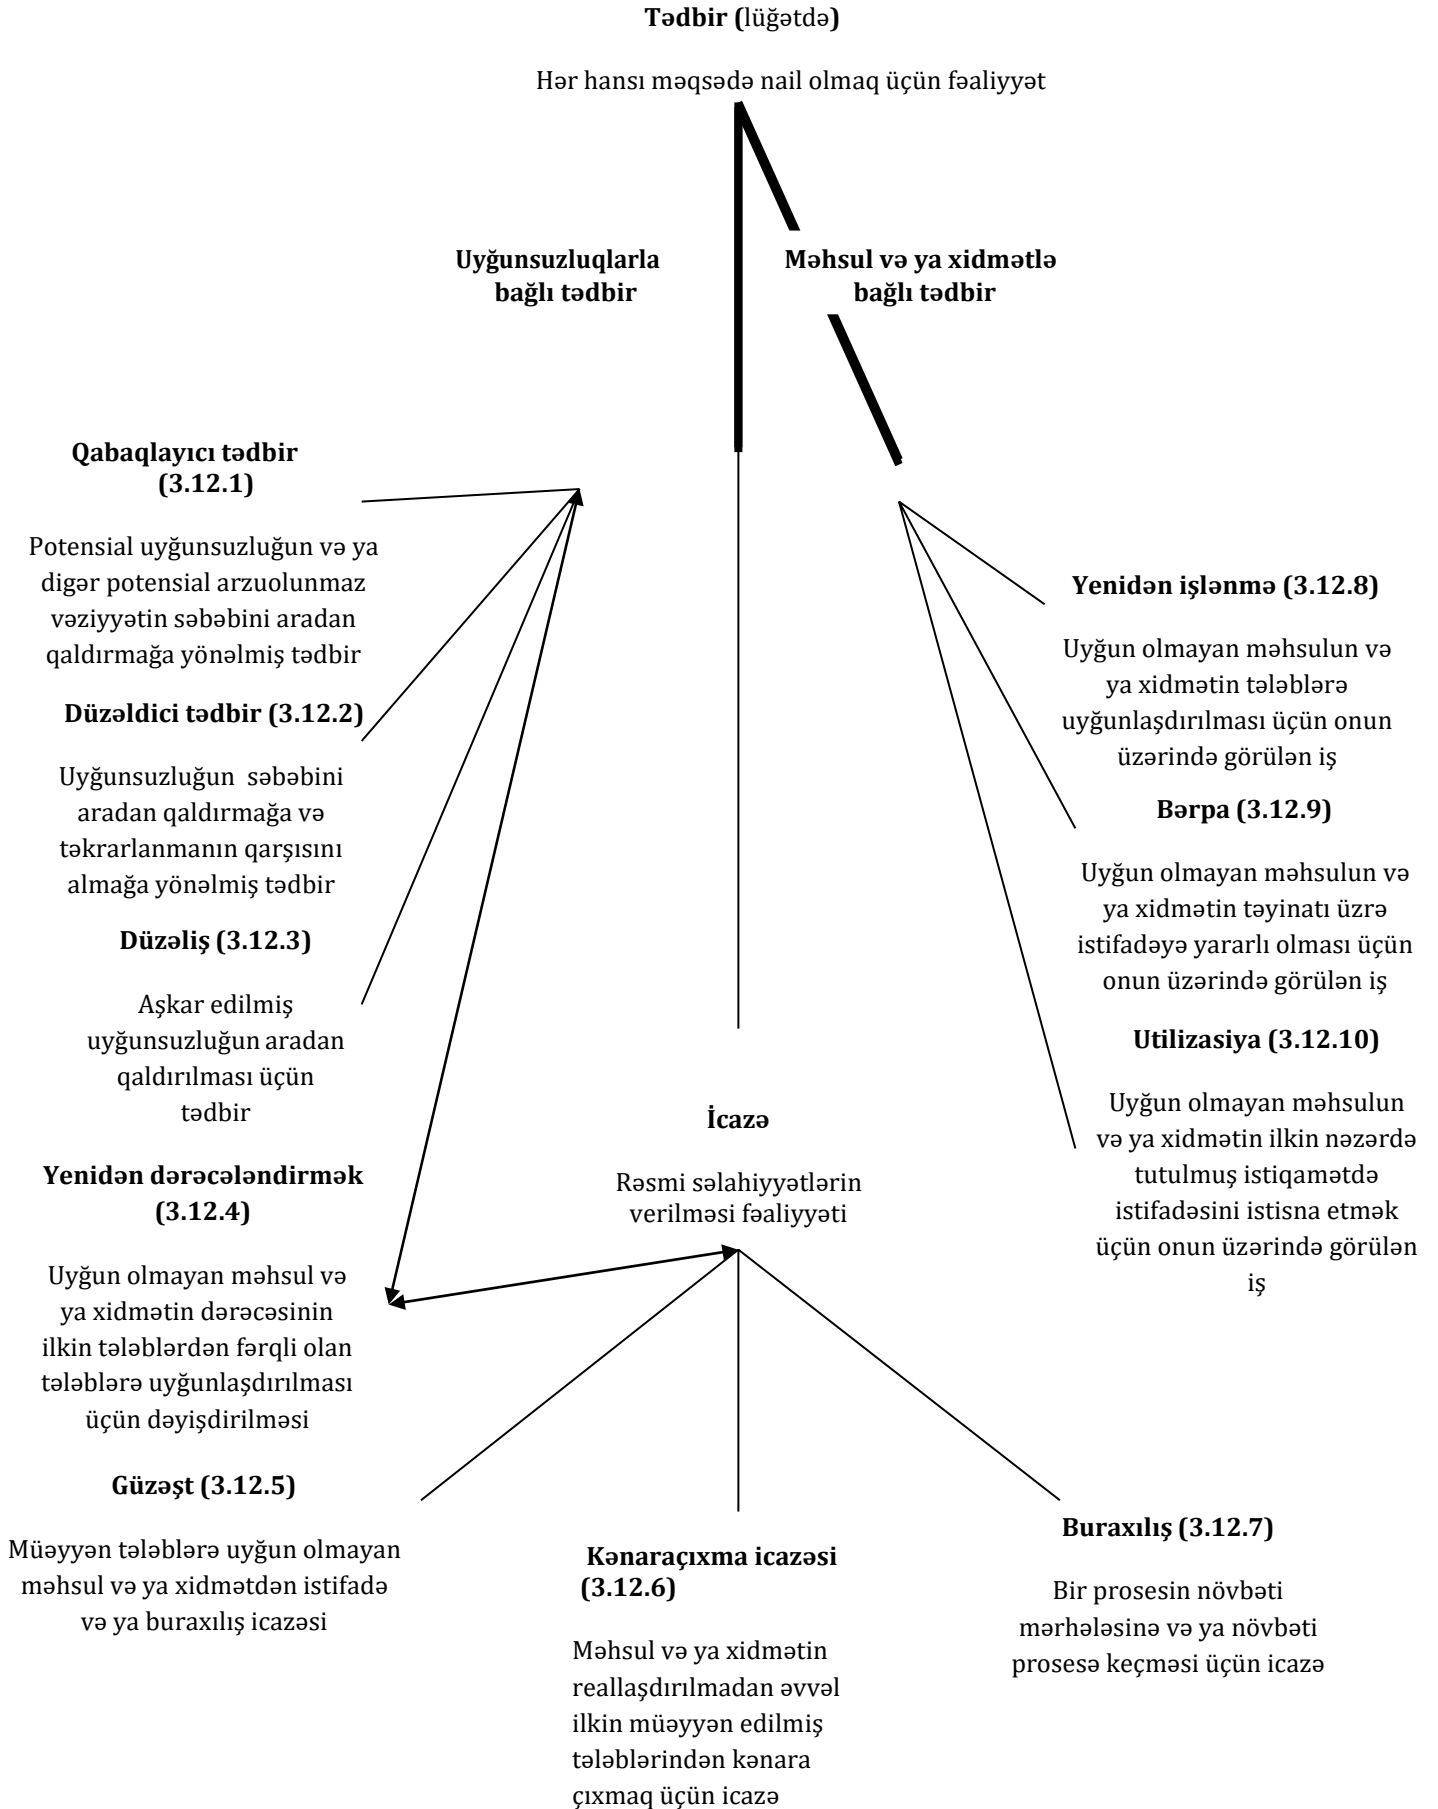 Tədbir (lüğətdə)
Hər hansı məqsədə nail olmaq üçün fəaliyyət
Uyğunsuzluqlarla
bağlı tədbir
Məhsul və ya xidmətlə
bağlı tədbir
Qabaqlayıcı tədbir
(3.12.1)
Potensial uyğunsuzluğun və ya
digər potensial arzuolunmaz
vəziyyətin səbəbini aradan
qaldırmağa yönəlmiş tədbir
Düzəldici tədbir (3.12.2)
Uyğunsuzluğun səbəbini
aradan qaldırmağa və
təkrarlanmanın qarşısını
almağa yönəlmiş tədbir
Düzəliş (3.12.3)
Aşkar edilmiş
uyğunsuzluğun aradan
qaldırılması üçün
tədbir
Yenidən dərəcələndirmək
(3.12.4)
Uyğun olmayan məhsul və
ya xidmətin dərəcəsinin
ilkin tələblərdən fərqli olan
tələblərə uyğunlaşdırılması
üçün dəyişdirilməsi
Yenidən işlənmə (3.12.8)
Uyğun olmayan məhsulun və
ya xidmətin tələblərə
uyğunlaşdırılması üçün onun
üzərində görülən iş
Bərpa (3.12.9)
Uyğun olmayan məhsulun və
ya xidmətin təyinatı üzrə
istifadəyə yararlı olması üçün
onun üzərində görülən iş
Utilizasiya (3.12.10)
Uyğun olmayan məhsulun
və ya xidmətin ilkin nəzərdə
tutulmuş istiqamətdə
istifadəsini istisna etmək
üçün onun üzərində görülən
iş
İcazə
Rəsmi səlahiyyətlərin
verilməsi fəaliyyəti
Güzəşt (3.12.5)
Müəyyən tələblərə uyğun olmayan
məhsul və ya xidmətdən istifadə
və ya buraxılış icazəsi
Kənaraçıxma icazəsi
(3.12.6)
Məhsul və ya xidmətin
reallaşdırılmadan əvvəl
ilkin müəyyən edilmiş
tələblərindən kənara
çıxmaq üçün icazə
Buraxılış (3.12.7)
Bir prosesin növbəti
mərhələsinə və ya növbəti
prosesə keçməsi üçün icazə